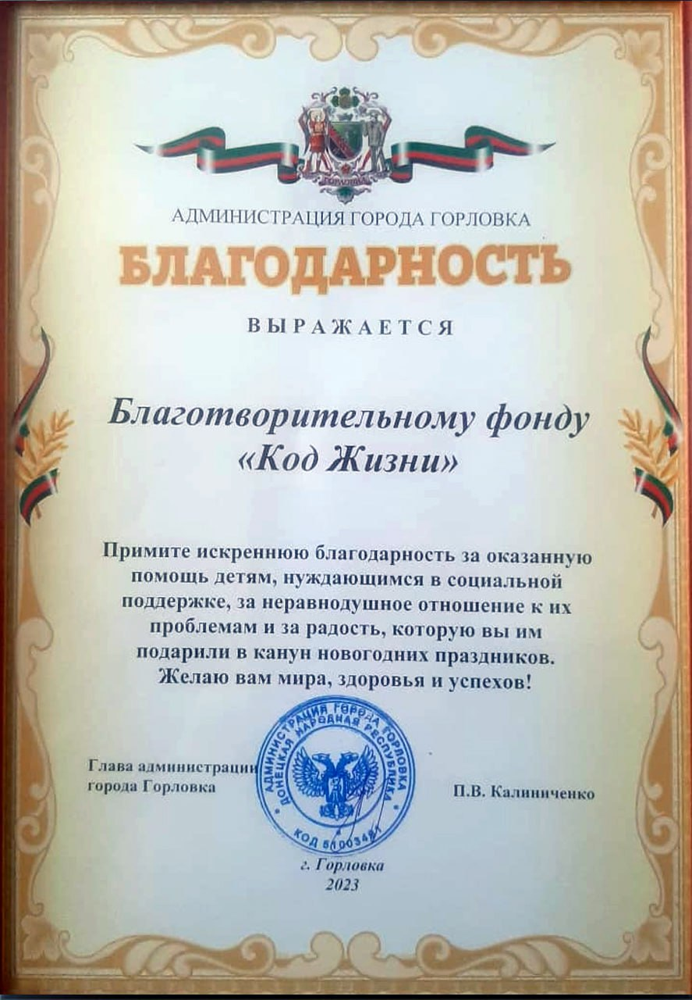 ГОРЛОВКА
АДМИНИСТРАЦИЯ ГОРОДА ГОРЛОВКА
БЛАГОДАРНОСТЬ
ВЫРАЖАЕТСЯ
Благотворительному фонду
«Код Жизни»
Примите искреннюю благодарность за оказанную
помощь детям, нуждающимся в социальной
поддержке, за неравнодушное отношение к их
проблемам и за радость, которую вы им
подарили в канун новогодних праздников.
Желаю вам мира, здоровья и успехов!
Глава администрации
города Горловка
АДМИНИСТРАЦИЯ ГОРОДА ГОРЛОВКА
ДОНЕЦКАЯ НАРОДНАЯ РЕСПУБЛИКА
КОД 51003451
П.В. Калиниченко
г. Горловка
2023